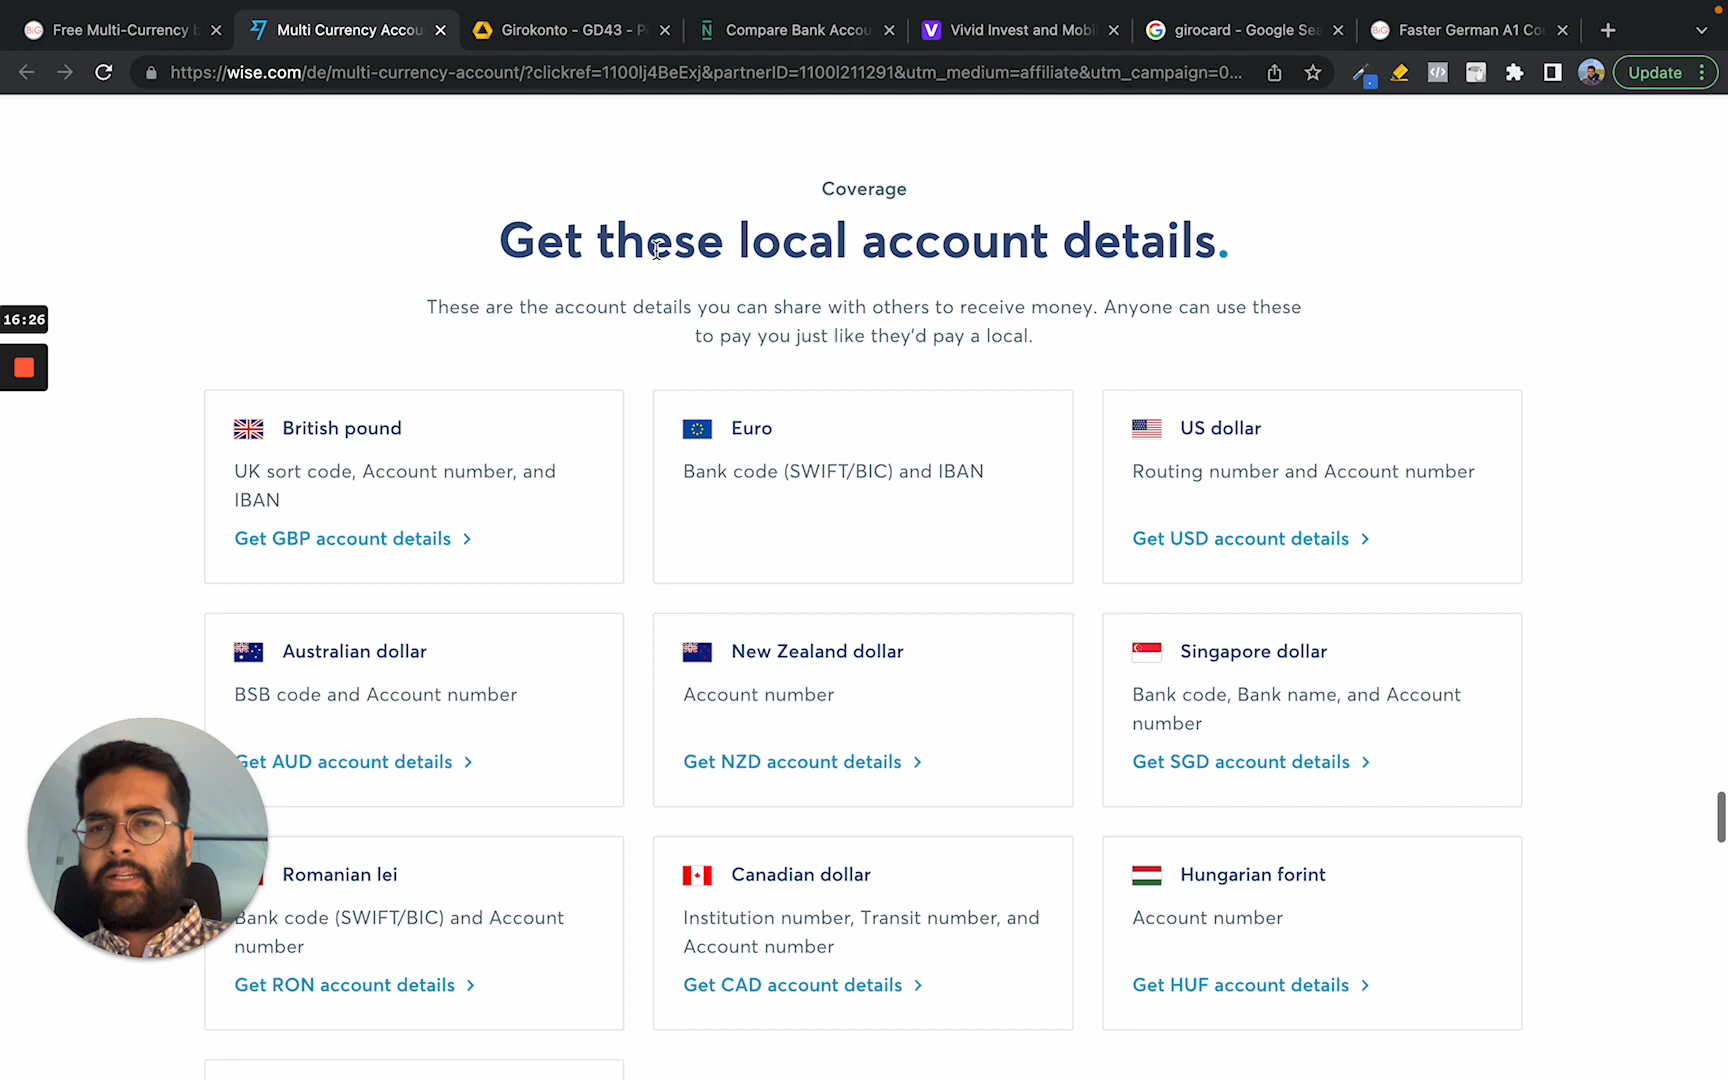 Free Multi-Currency b
Multi Currency Accou
Girokonto - GD43 - P
Compare Bank Accou
Vivid Invest and Mobi
girocard - Google Sea
Faster German A1 Cou
https://wise.com/de/multi-currency-account/?clickref=1100lj4BeExj&partnerID=1100l211291&utm_medium=affiliate&utm_campaign=0...
Update
Coverage
Get these local account details.
These are the account details you can share with others to receive money. Anyone can use these
to pay you just like they’d pay a local.
16:26
British pound
UK sort code, Account number, and
IBAN
Get GBP account details
Euro
Bank code (SWIFT/BIC) and IBAN
US dollar
Routing number and Account number
Get USD account details
Australian dollar
BSB code and Account number
Get AUD account details
New Zealand dollar
Account number
Get NZD account details
Singapore dollar
Bank code, Bank name, and Account
number
Get SGD account details
Romanian lei
Bank code (SWIFT/BIC) and Account
number
Get RON account details
Canadian dollar
Institution number, Transit number, and
Account number
Get CAD account details
Hungarian forint
Account number
Get HUF account details